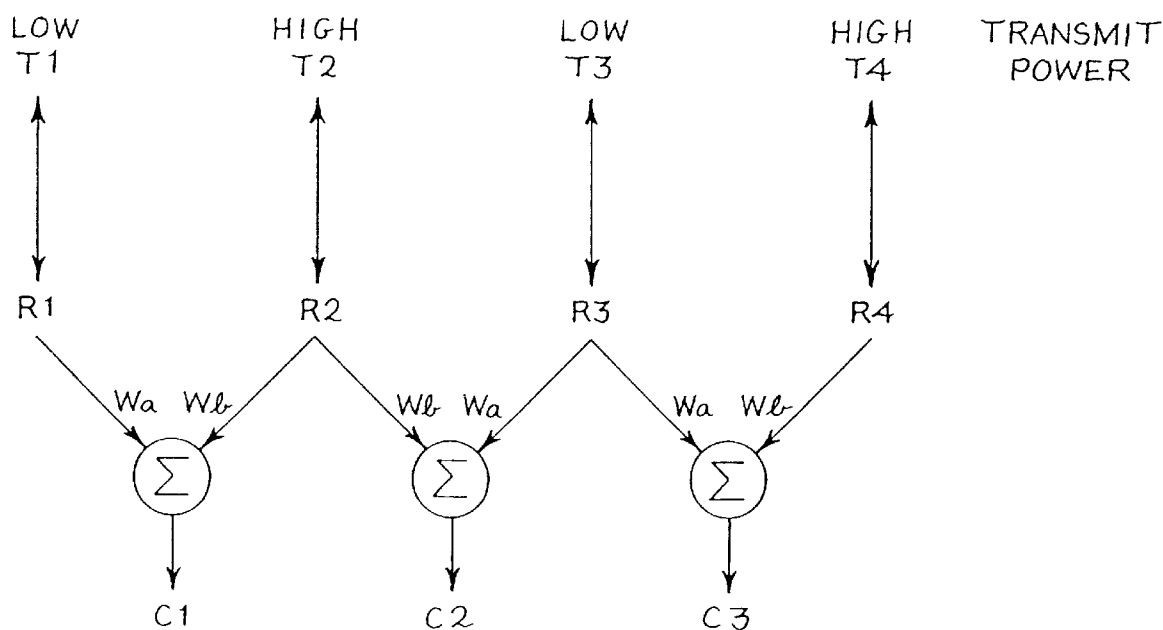 LOW HIGH LOW HIGH TRANSMIT
T1 T2 T3 T4 POWER
R1 R2 R3 R4
Wa Wb Wb Wa Wa Wb
Σ Σ Σ
C1 C2 C3